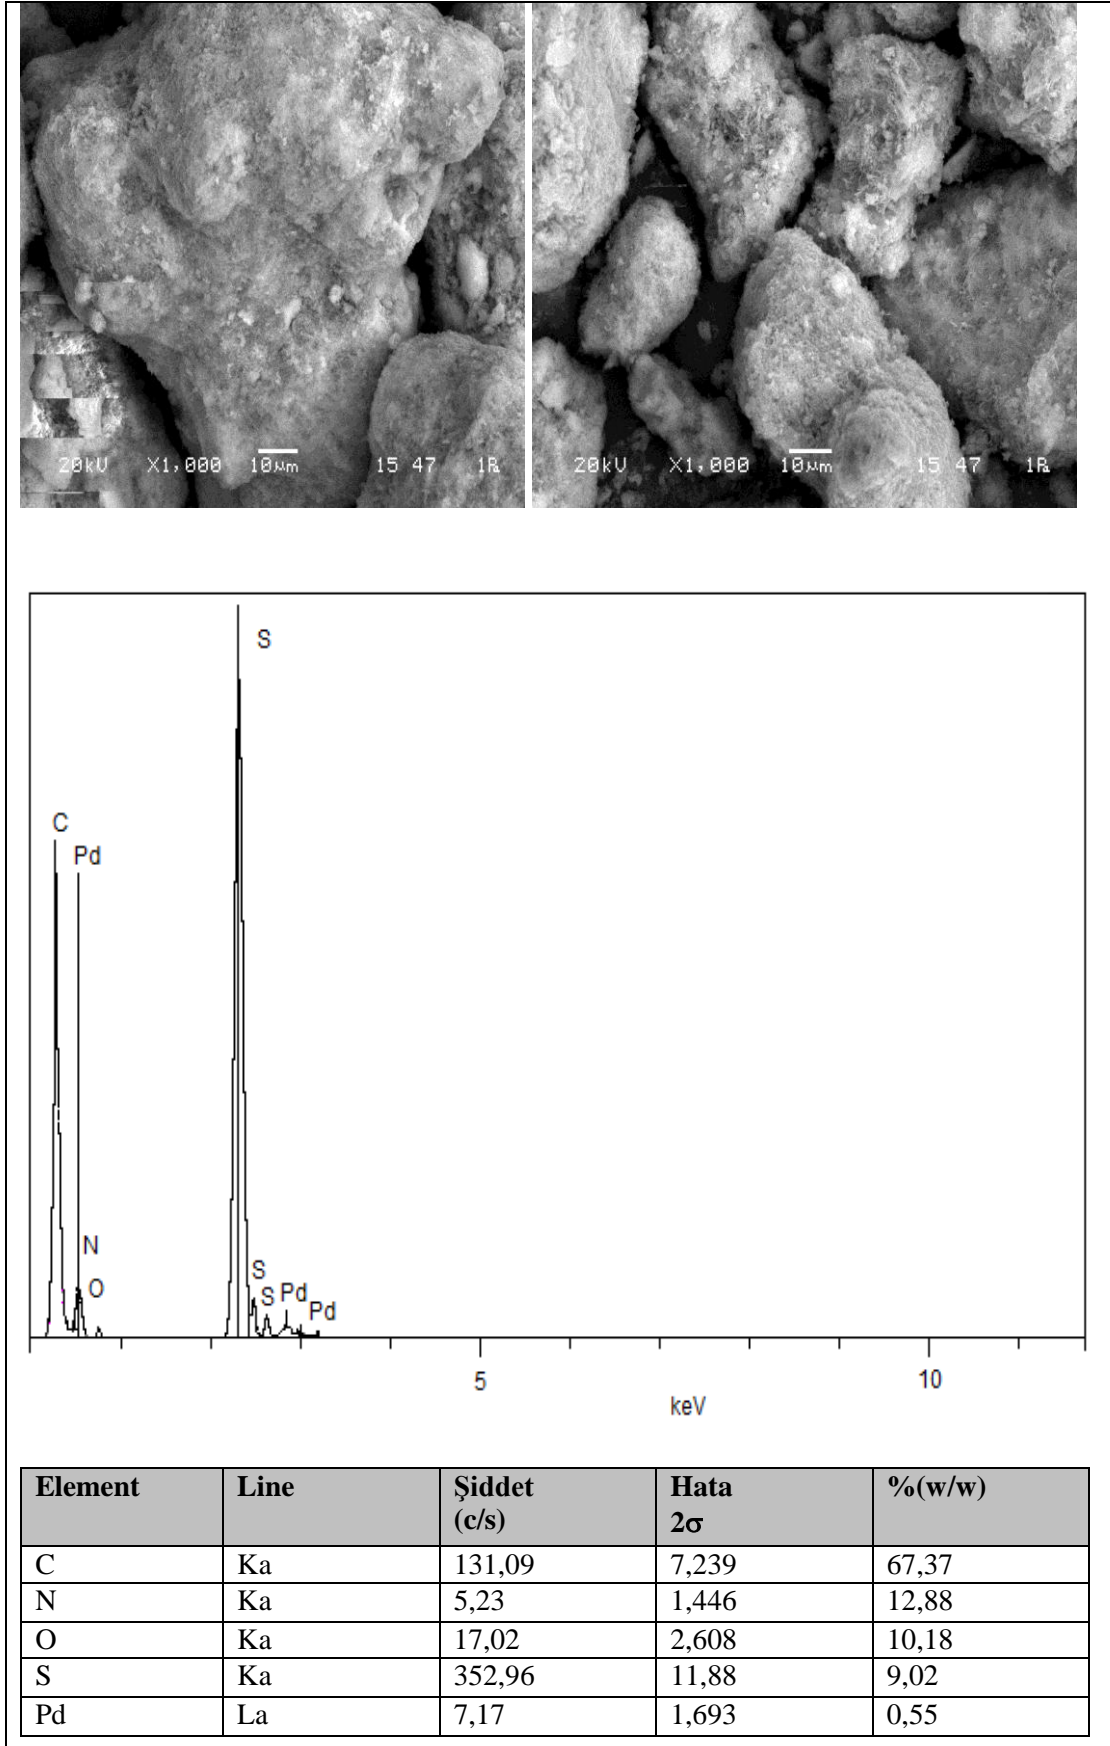 20kU X1,000 10µm 15 47 1R
20kU X1,000 10µm 15 47 1R
S
C
Pd
N
O
S
S
Pd
Pd
5
10
keV
Element Line Şiddet (c/s) Hata 2σ %(w/w)
C Ka 131,09 7,239 67,37
N Ka 5,23 1,446 12,88
O Ka 17,02 2,608 10,18
S Ka 352,96 11,88 9,02
Pd La 7,17 1,693 0,55